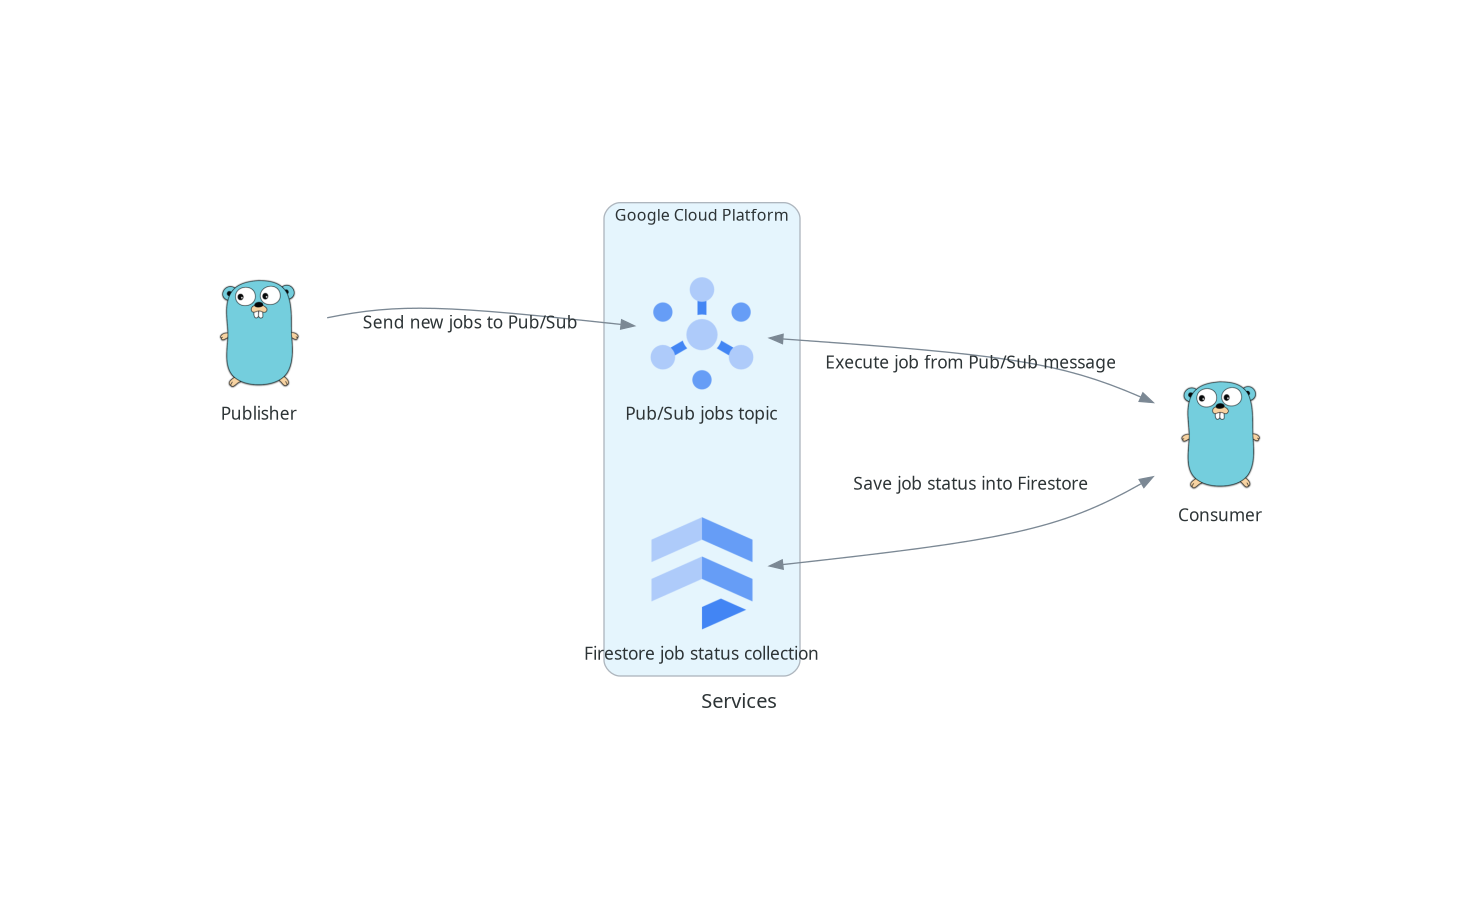 Google Cloud Platform
Send new jobs to Pub/Sub
Execute job from Pub/Sub message
Publisher
Pub/Sub jobs topic
Save job status into Firestore
Consumer
Firestore job status collection
Services